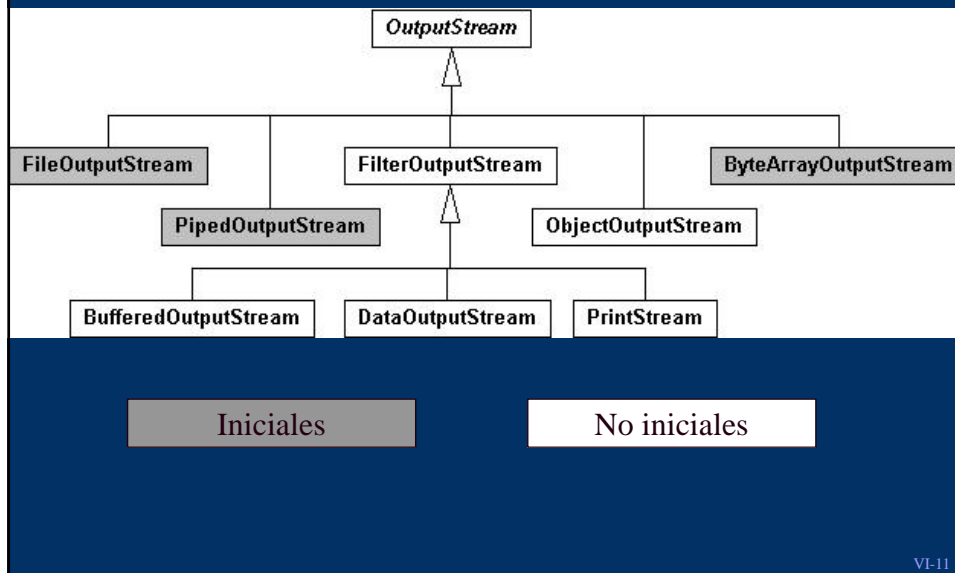 OutputStream
FileOutputStream
FilterOutputStream
ByteArrayOutputStream
PipedOutputStream
ObjectOutputStream
BufferedOutputStream
DataOutputStream
PrintStream
Iniciales
No iniciales
VI-11